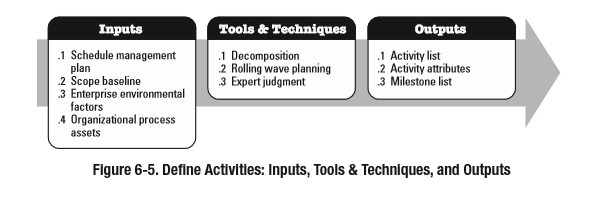 Inputs
.1 Schedule management
plan
.2 Scope baseline
.3 Enterprise environmental
factors
.4 Organizational process
assets
Tools & Techniques
.1 Decomposition
.2 Rolling wave planning
.3 Expert judgment
Outputs
.1 Activity list
.2 Activity attributes
.3 Milestone list
Figure 6-5. Define Activities: Inputs, Tools & Techniques, and Outputs